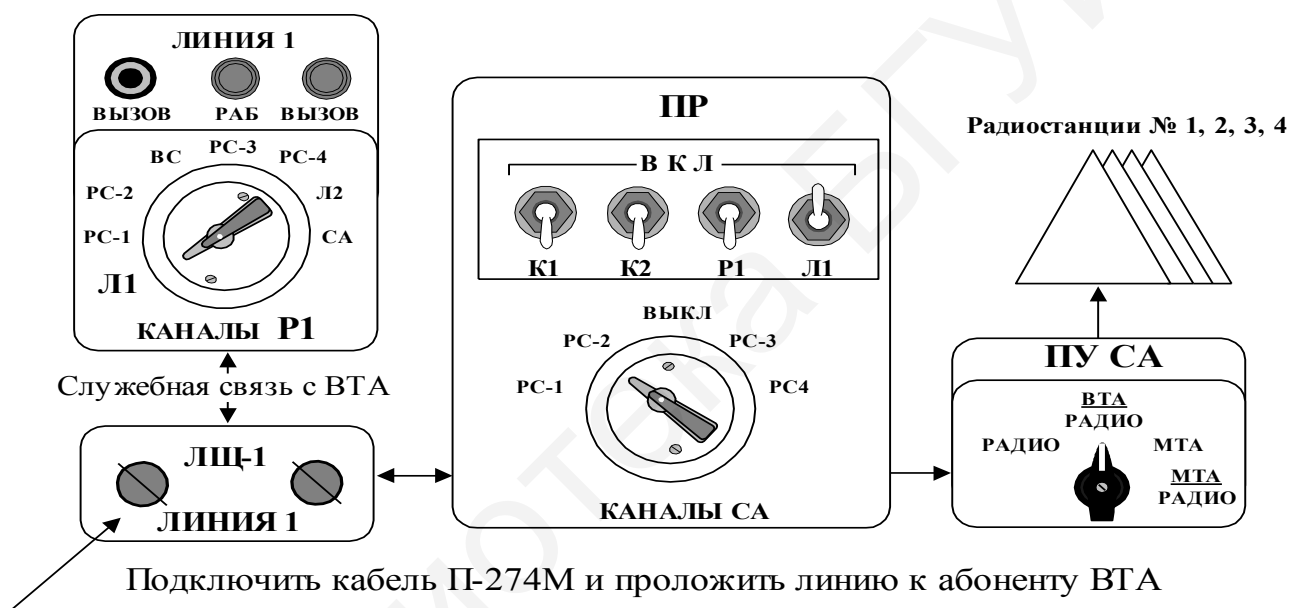 ЛИНИЯ 1
ВЫЗОВ РАБ ВЫЗОВ
РС-3
ВС РС-4
РС-2 Л2
РС-1 СА
Л1
КАНАЛЫ Р1
Служебная связь с ВТА
ЛЩ-1
ЛИНИЯ 1
ПР
ВКЛ
К1 К2 Р1 Л1
ВЫКЛ
РС-2 РС-3
РС-1 РС4
КАНАЛЫ СА
Радиостанции № 1, 2, 3, 4
ПУ СА
ВТА
РАДИО
РАДИО МТА
МТА
РАДИО
Подключить кабель П-274М и проложить линию к абоненту ВТА